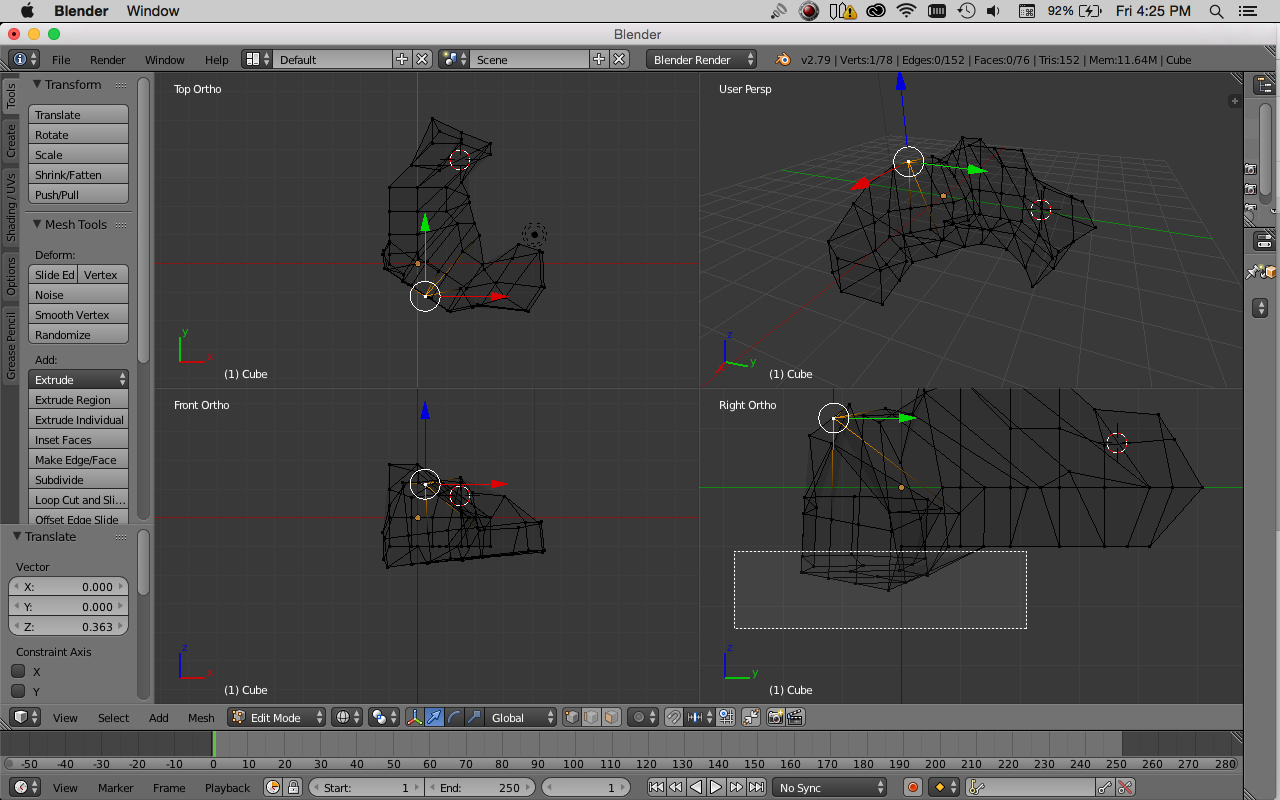 Blender Window 92% Fri 4:25 PM
Blender
File Render Window Help Default Scene Blender Render v2.79 | Verts:1/78 | Edges:0/152 | Faces:0/76 | Tris:152 | Mem:11.64M | Cube
Tools
Create
Shading / UVs
Options
Grease Pencil
Transform
Translate
Rotate
Scale
Shrink/Fatten
Push/Pull
Mesh Tools
Deform:
Slide Ed Vertex
Noise
Smooth Vertex
Randomize
Add:
Extrude
Extrude Region
Extrude Individual
Inset Faces
Make Edge/Face
Subdivide
Loop Cut and Sli...
Offset Edge Slide
Translate
Vector
X: 0.000
Y: 0.000
Z: 0.363
Constraint Axis
X
Y
Top Ortho
y
x
(1) Cube
User Persp
z
y
(1) Cube
Front Ortho
z
x
(1) Cube
Right Ortho
z
y
(1) Cube
View Select Add Mesh Edit Mode Global
-50 -40 -30 -20 -10 0 10 20 30 40 50 60 70 80 90 100 110 120 130 140 150 160 170 180 190 200 210 220 230 240 250 260 270 280
View Marker Frame Playback Start: 1 End: 250 1 No Sync